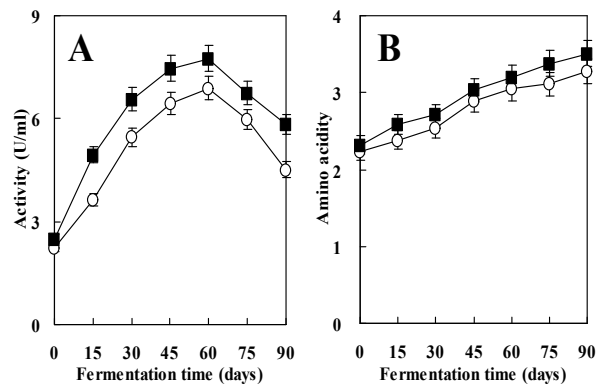 A
Activity (U/ml)
9
6
3
0
0 15 30 45 60 75 90
Fermentation time (days)
B
Amino acidity
4
3
2
1
0
0 15 30 45 60 75 90
Fermentation time (days)